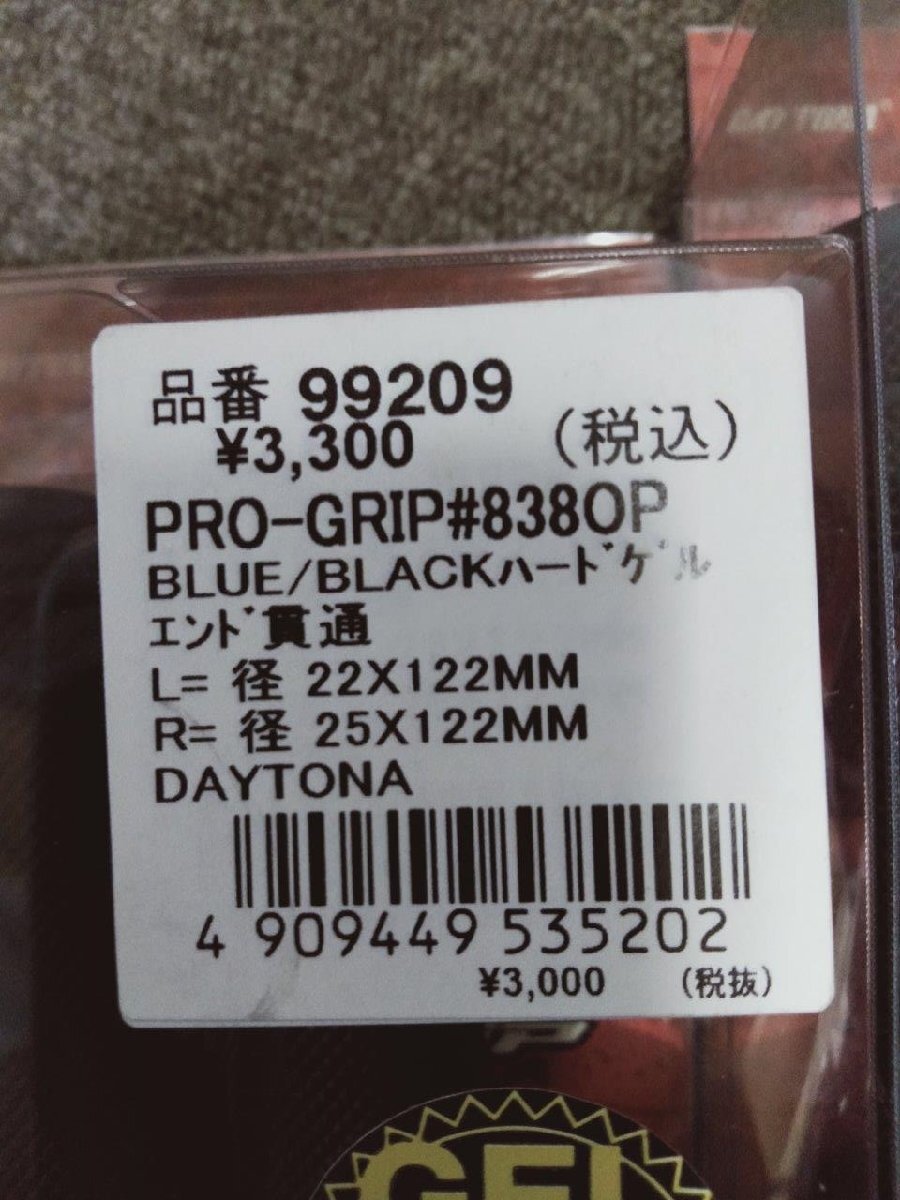 DAYTONA
品番 99209
¥3,300 (税込)
PRO-GRIP#838OP
BLUE/BLACKハードゲル
エンド貫通
L= 径 22X122MM
R= 径 25X122MM
DAYTONA
4 909449 535202
¥3,000 (税抜)
GEL